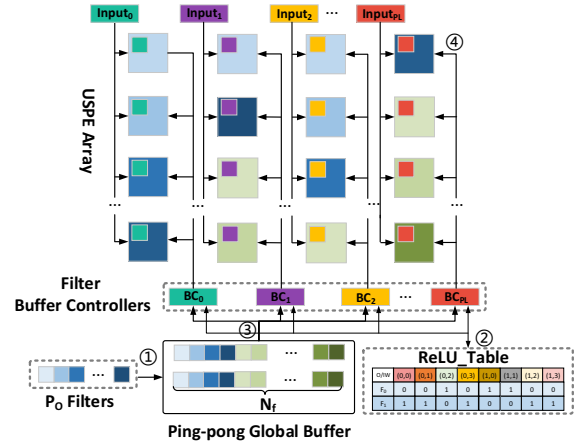 Input0 Input1 Input2 ... InputPL
④
USPE Array
... ... ... ...
Filter
Buffer Controllers
BC0 BC1 BC2 ... BCPL
① ③ ②
ReLU_Table
PO Filters
...
...
...
Nf
Ping-pong Global Buffer
O/IW (0,0) (0,1) (0,2) (0,3) (1,0) (1,1) (1,2) (1,3)
F0 0 0 1 0 0 1 0 0
F1 1 1 0 1 0 0 1 1